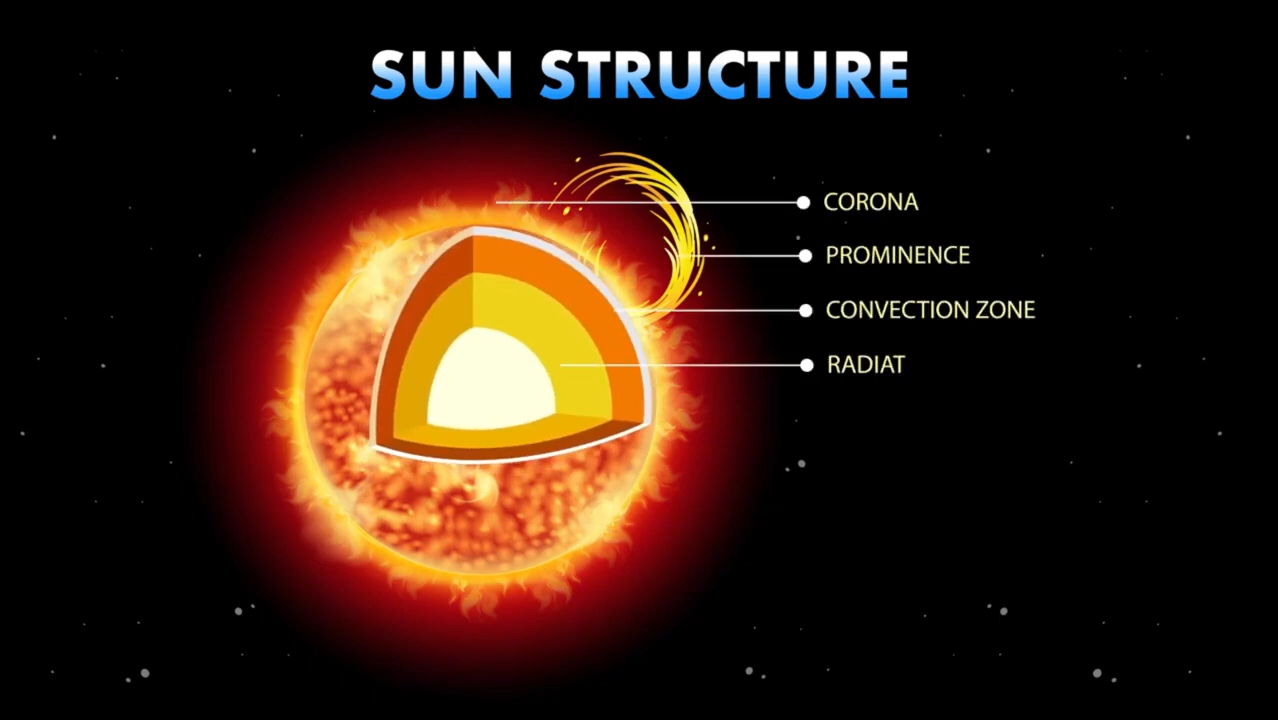 SUN STRUCTURE
CORONA
PROMINENCE
CONVECTION ZONE
RADIAT